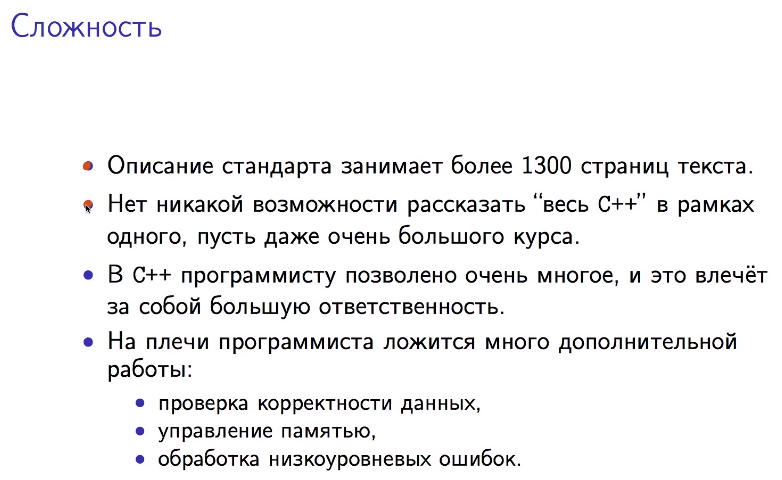 Сложность
Описание стандарта занимает более 1300 страниц текста.
Нет никакой возможности рассказать “весь C++” в рамках
одного, пусть даже очень большого курса.
В C++ программисту позволено очень многое, и это влечёт
за собой большую ответственность.
На плечи программиста ложится много дополнительной
работы:
проверка корректности данных,
управление памятью,
обработка низкоуровневых ошибок.